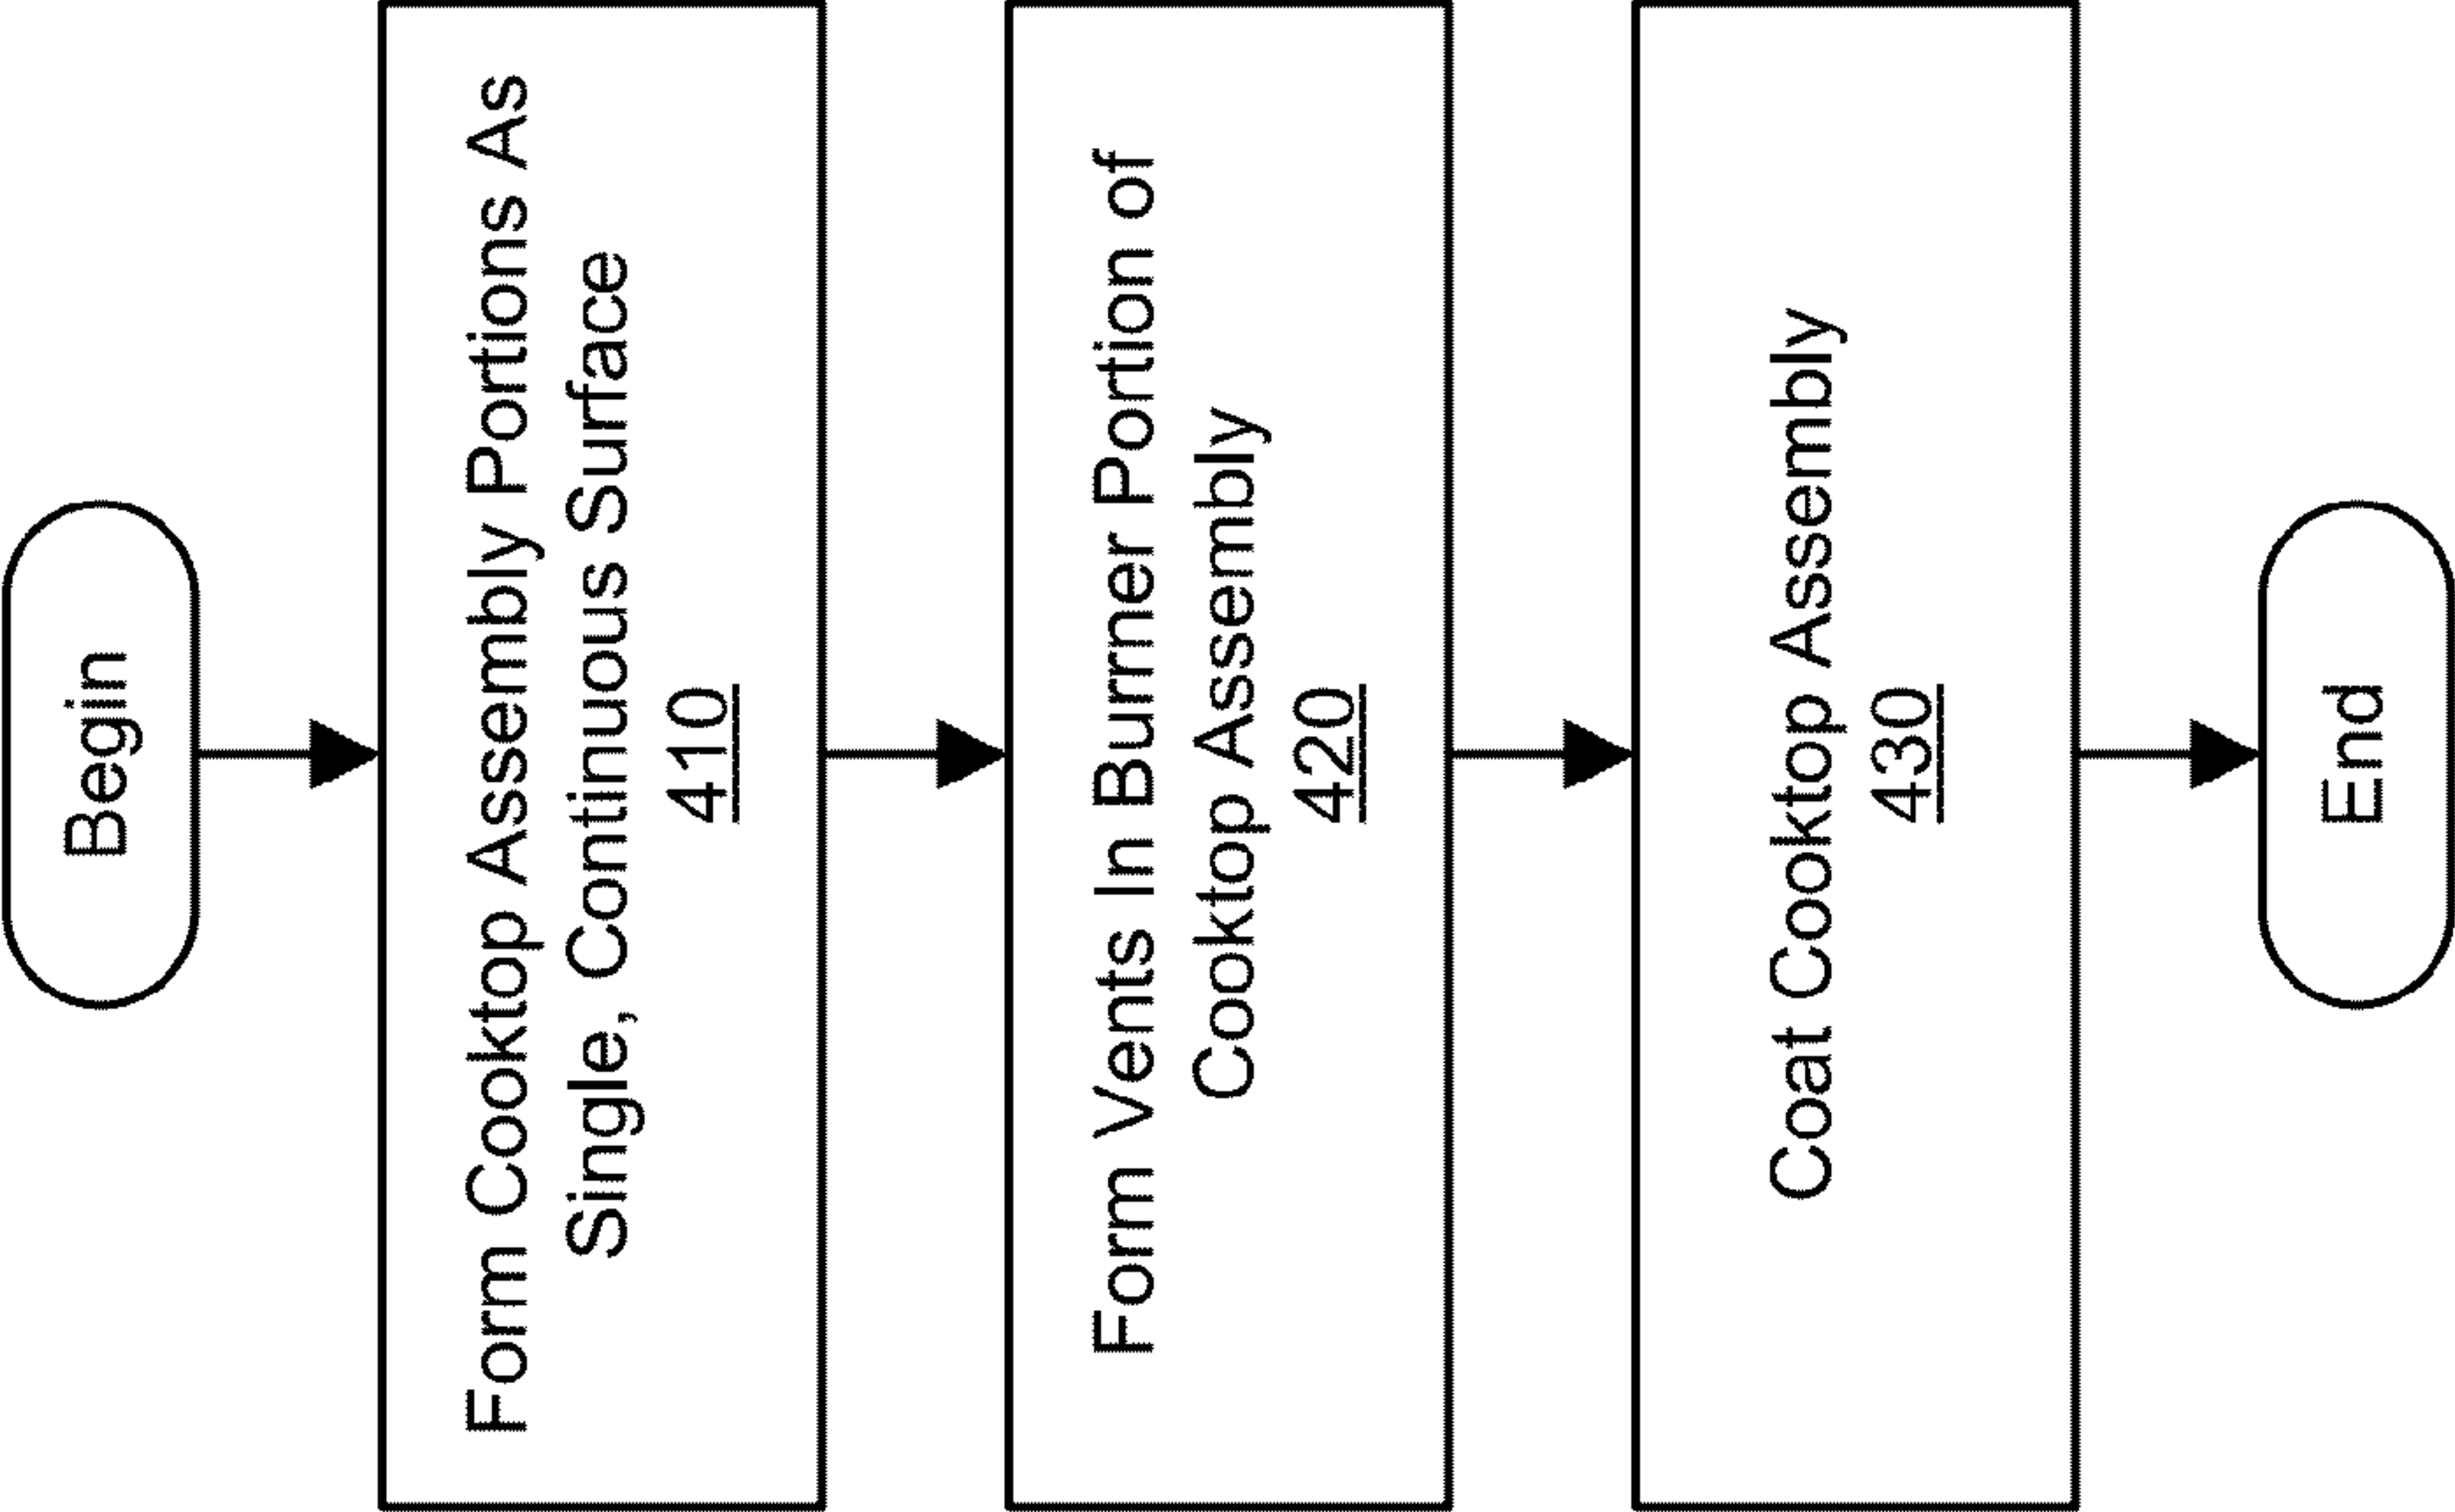 Begin
Form Cooktop Assembly Portions As
Single, Continuous Surface
410
Form Vents In Burner Portion of
Cooktop Assembly
420
Coat Cooktop Assembly
430
End